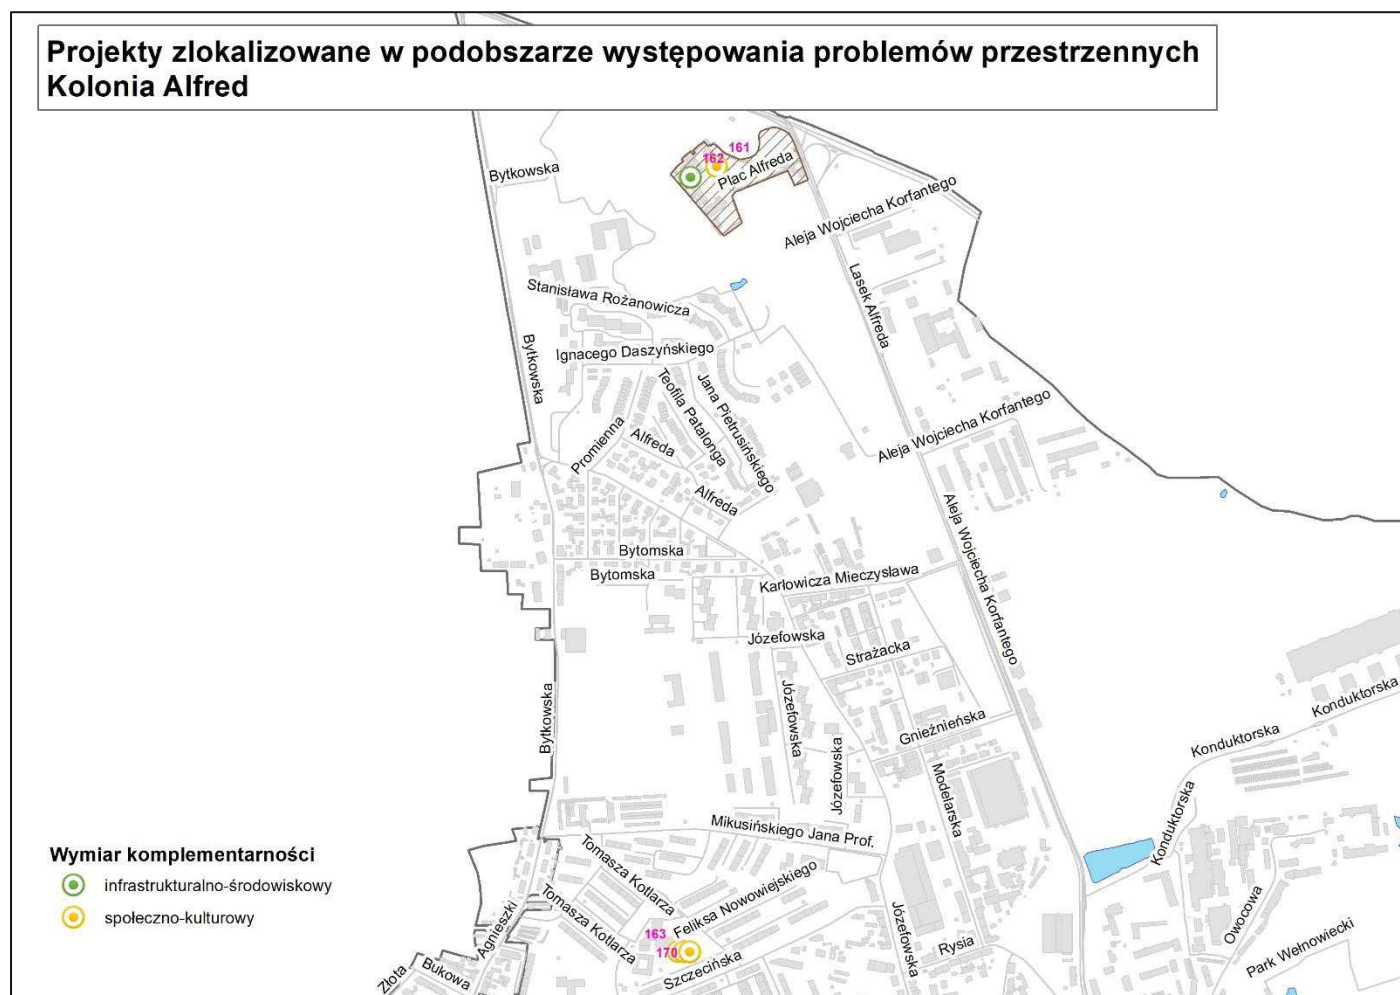 Projekty zlokalizowane w podobszarze występowania problemów przestrzennych
Kolonia Alfred
161
162
Plac Alfreda
Bytkowska
Aleja Wojciecha Korfantego
Lasek Alfreda
Stanisława Rożanowicza
Bytkowska
Ignacego Daszyńskiego
Teofila Patalonga
Jana Pietrusińskiego
Promienna
Alfreda
Alfreda
Aleja Wojciecha Korfantego
Aleja Wojciecha Korfantego
Bytomska
Bytomska
Karłowicza Mieczysława
Józefowska
Strażacka
Józefowska
Bytkowska
Józefowska
Gnieźnieńska
Modelarska
Konduktorska
Konduktorska
Konduktorska
Mikusińskiego Jana Prof.
Tomasza Kotlarza
Tomasza Kotlarza
Feliksa Nowowiejskiego
163
170
Szczecińska
Józefowska
Rysia
Owocowa
Park Wełnowiecki
Agnieszki
Bukowa
Złota
Wymiar komplementarności
infrastrukturalno-środowiskowy
społeczno-kulturowy